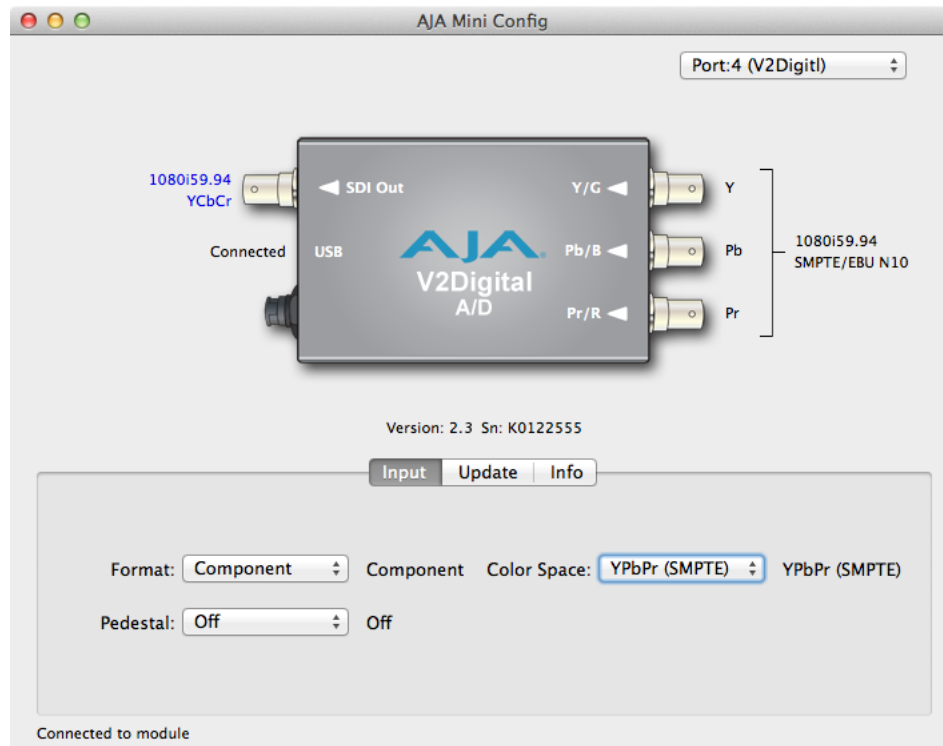 AJA Mini Config
Port:4 (V2Digitl)
1080i59.94
YCbCr
SDI Out
Y/G
Y
Connected
USB
AJA
Pb/B
Pb
1080i59.94
SMPTE/EBU N10
V2Digital
A/D
Pr/R
Pr
Version: 2.3 Sn: K0122555
Input Update Info
Format: Component Component Color Space: YPbPr (SMPTE) YPbPr (SMPTE)
Pedestal: Off Off
Connected to module